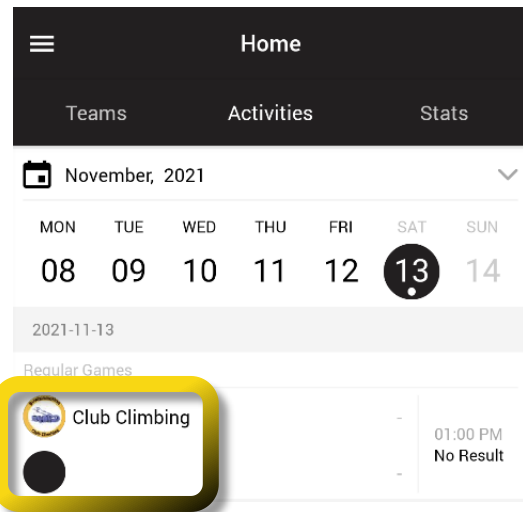 Home
Teams Activities Stats
November, 2021
MON TUE WED THU FRI SAT SUN
08 09 10 11 12 13 14
2021-11-13
Regular Games
Club Climbing -
01:00 PM
No Result
-